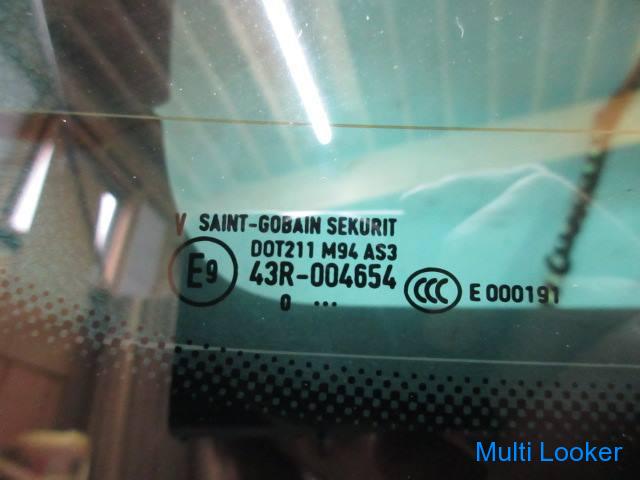 V SAINT-GOBAIN SEKURIT
DOT211 M94 AS3
E9 43R-004654 CCC E 000191
0 ...
Multi Looker